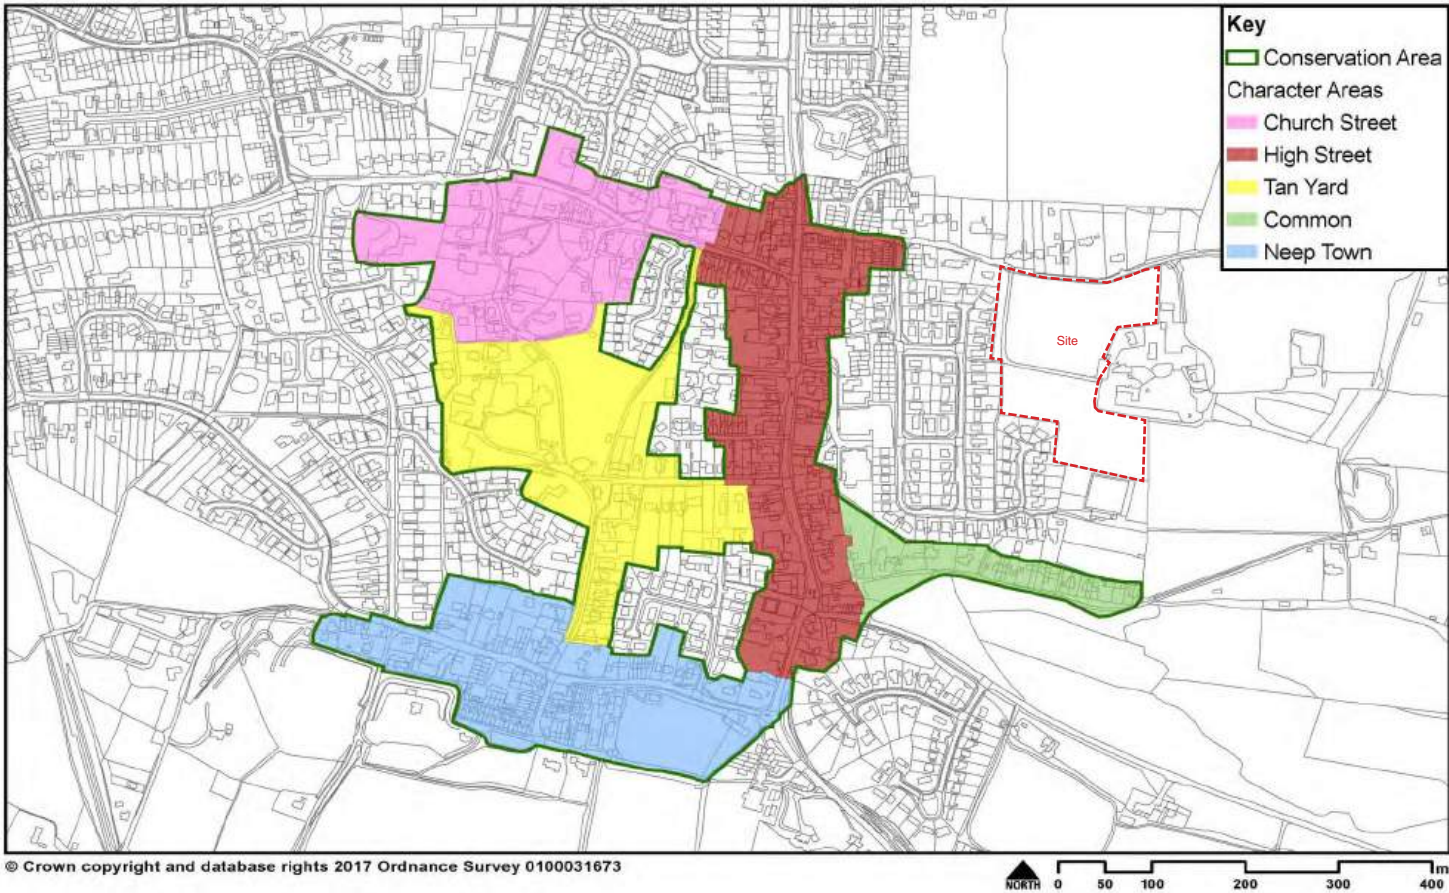 Key
Conservation Area
Character Areas
Church Street
High Street
Tan Yard
Common
Neep Town
Site
© Crown copyright and database rights 2017 Ordnance Survey 0100031673
NORTH
0 50 100 200 300 400 m